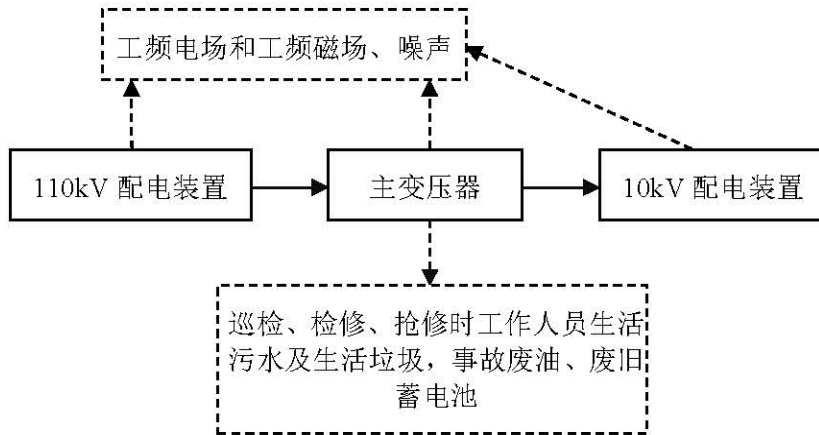 工频电场和工频磁场、噪声
110kV 配电装置
主变压器
10kV 配电装置
巡检、检修、抢修时工作人员生活
污水及生活垃圾，事故废油、废旧
蓄电池